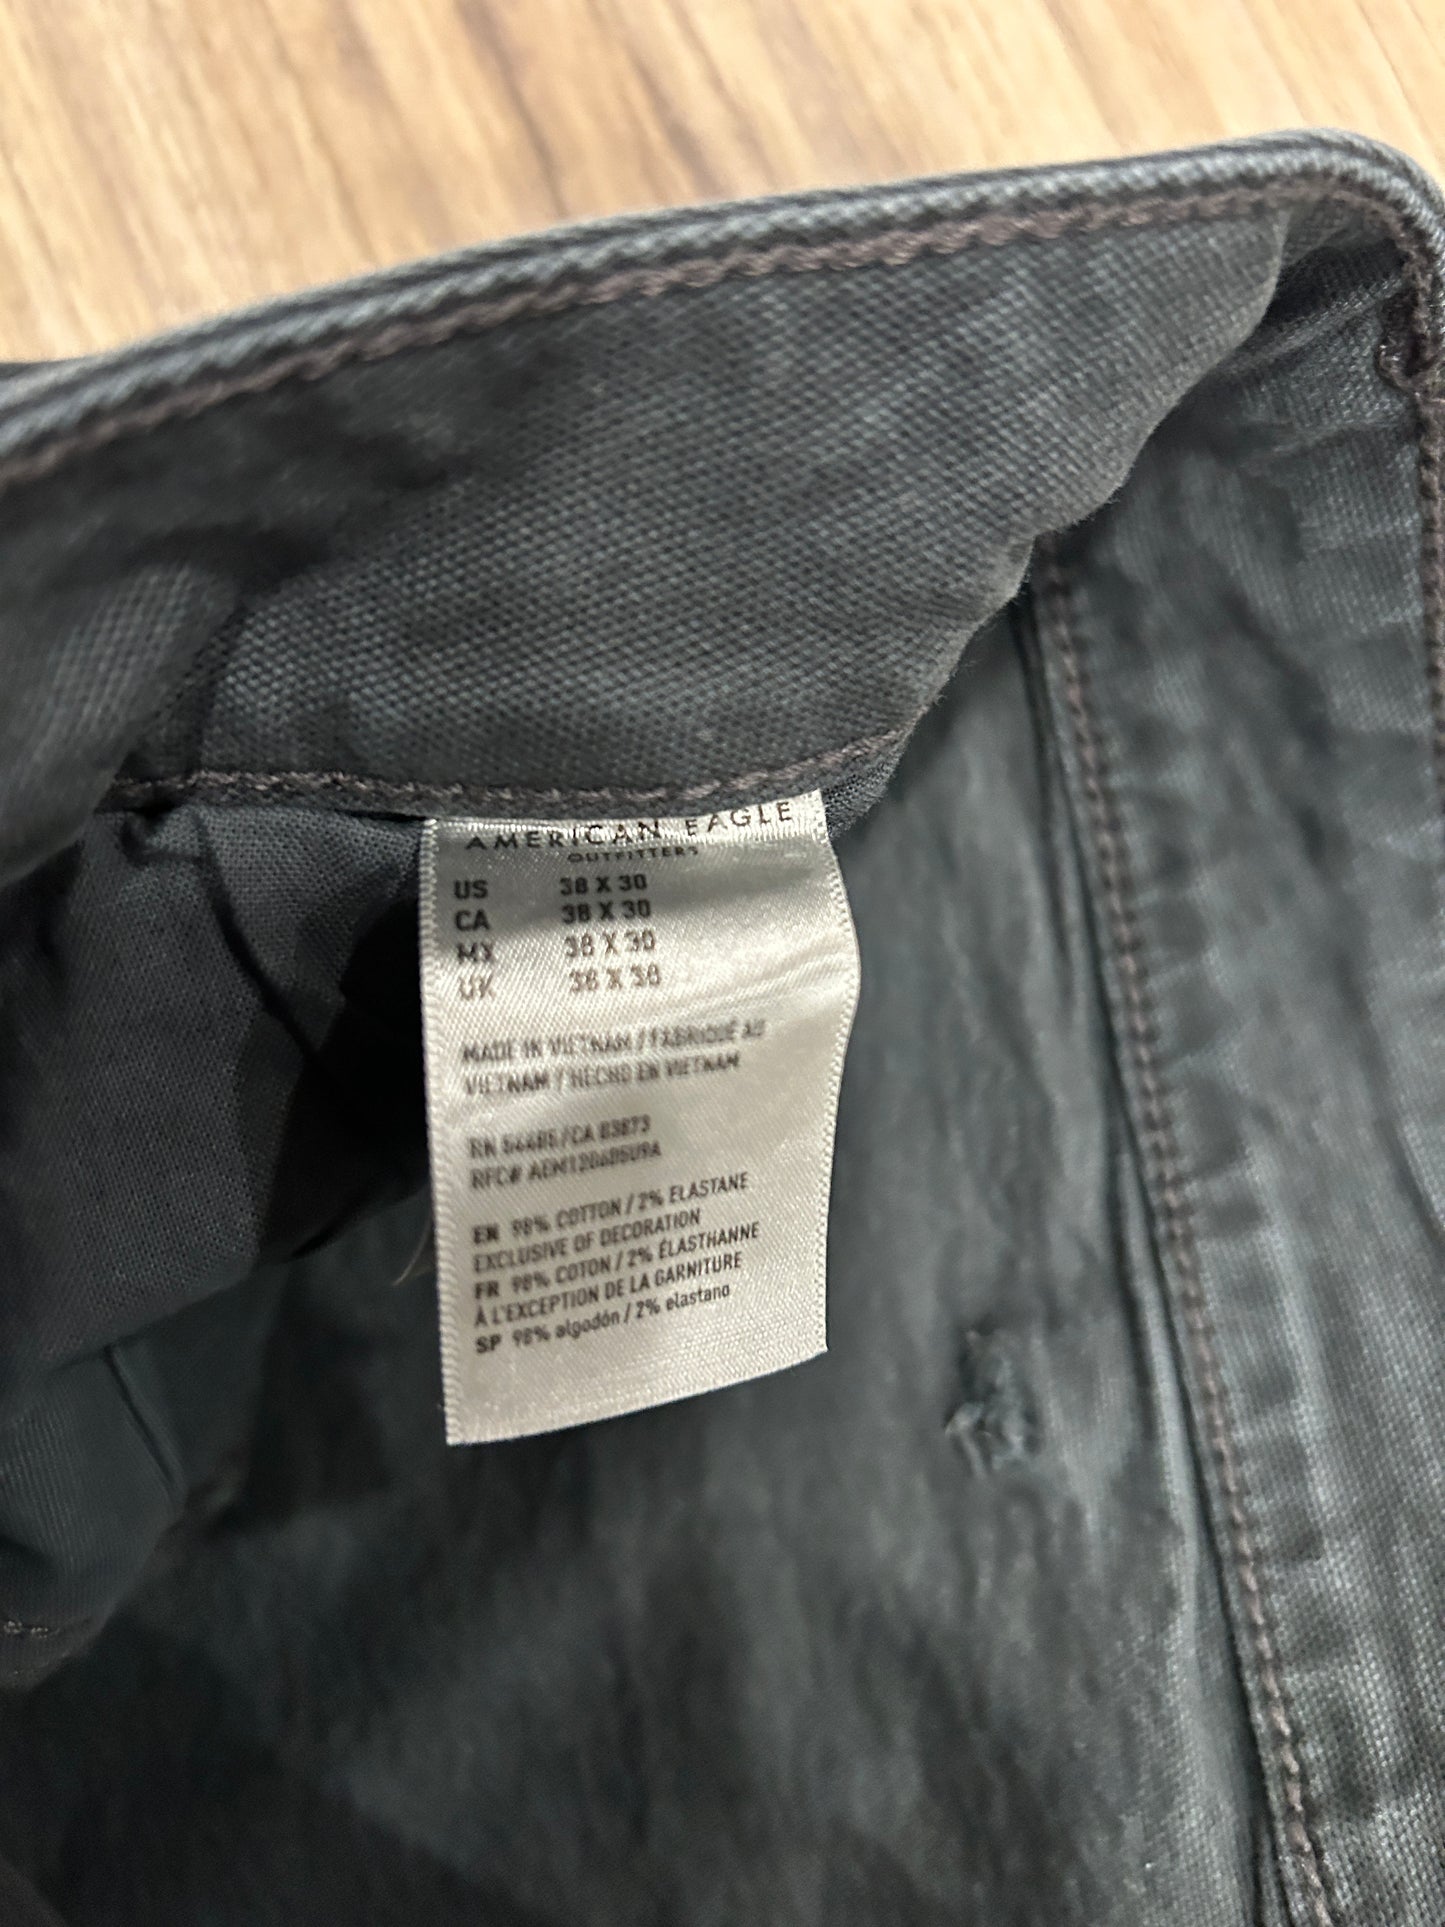 AMERICAN EAGLE
OUTFITTERS
US 38 X 30
CA 38 X 30
MX 38 X 30
UK 38 X 30
MADE IN VIETNAM / FABRIQUÉ AU
VIETNAM / HECHO EN VIETNAM
RN 54485/CA 03873
RFC# AEM120685U9A
EN 98% COTTON / 2% ELASTANE
EXCLUSIVE OF DECORATION
FR 98% COTON / 2% ÉLASTHANNE
À L'EXCEPTION DE LA GARNITURE
SP 98% algodón / 2% elastano